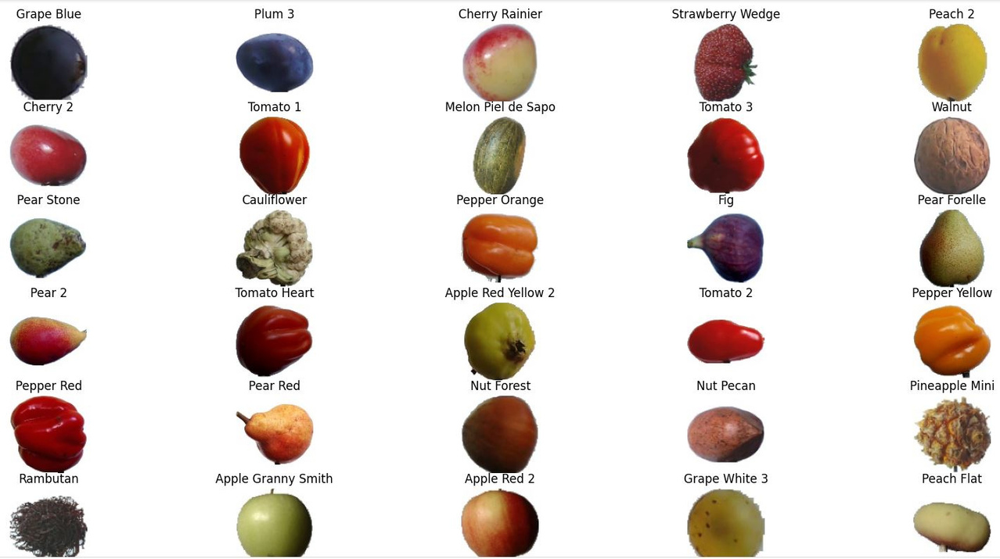 Grape Blue
Plum 3
Cherry Rainier
Strawberry Wedge
Peach 2
Cherry 2
Tomato 1
Melon Piel de Sapo
Tomato 3
Walnut
Pear Stone
Cauliflower
Pepper Orange
Fig
Pear Forelle
Pear 2
Tomato Heart
Apple Red Yellow 2
Tomato 2
Pepper Yellow
Pepper Red
Pear Red
Nut Forest
Nut Pecan
Pineapple Mini
Rambutan
Apple Granny Smith
Apple Red 2
Grape White 3
Peach Flat